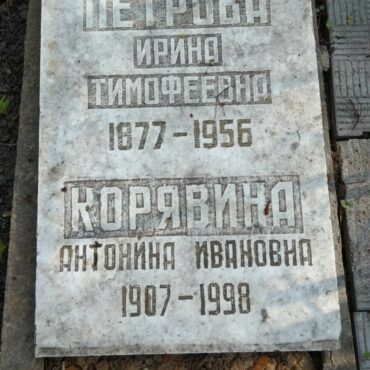 ПЕТРОВА
ИРИНА
ТИМОФЕЕВНА
1877-1956
КОРЯВИНА
АНТОНИНА ИВАНОВНА
1907-1998